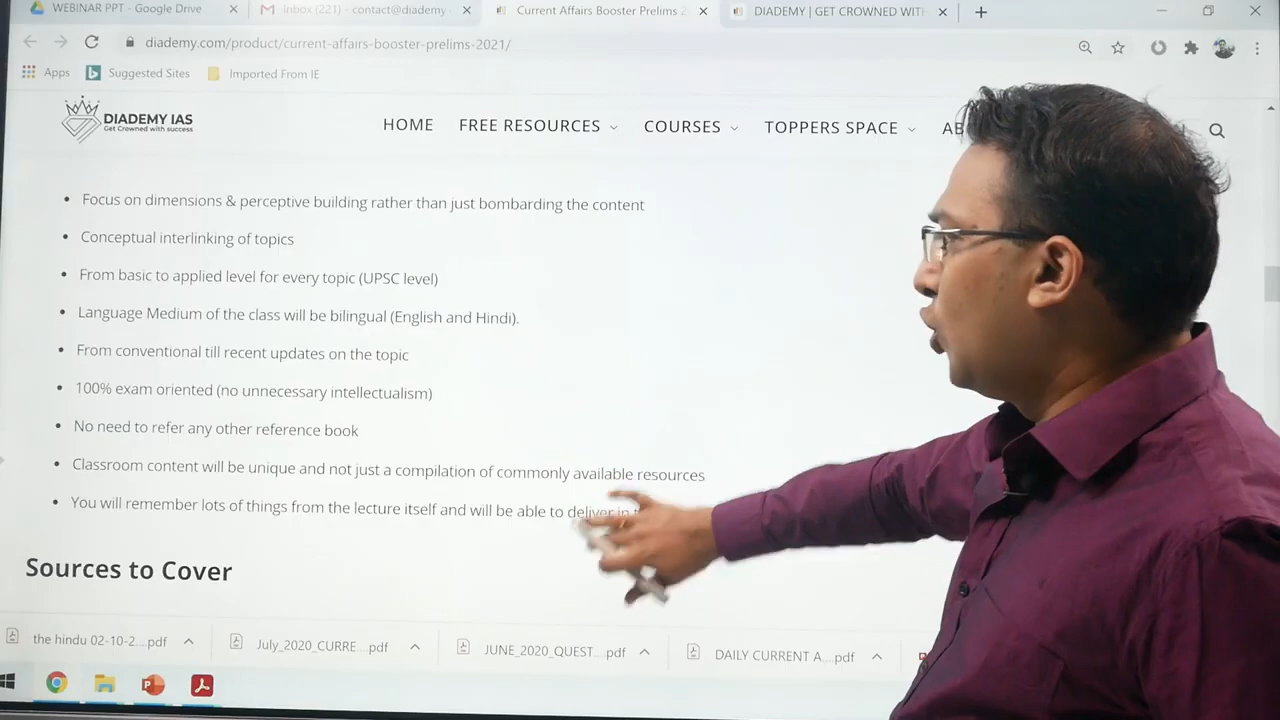 WEBINAR PPT - Google Drive
Inbox (221) - contact@diademy
Current Affairs Booster Prelims 2
DIADEMY | GET CROWNED WITH
diademy.com/product/current-affairs-booster-prelims-2021/
Apps
Suggested Sites
Imported From IE
DIADEMY IAS
Get Crowned with success
HOME
FREE RESOURCES
COURSES
TOPPERS SPACE
AB
• Focus on dimensions & perceptive building rather than just bombarding the content
• Conceptual interlinking of topics
• From basic to applied level for every topic (UPSC level)
• Language Medium of the class will be bilingual (English and Hindi).
• From conventional till recent updates on the topic
• 100% exam oriented (no unnecessary intellectualism)
• No need to refer any other reference book
• Classroom content will be unique and not just a compilation of commonly available resources
• You will remember lots of things from the lecture itself and will be able to deliver in
Sources to Cover
the hindu 02-10-2....pdf
July_2020_CURRE....pdf
JUNE_2020_QUEST....pdf
DAILY CURRENT A....pdf